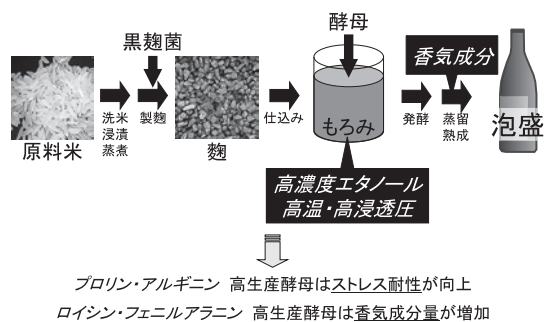 黒麹菌
酵母
香気成分
洗米
浸漬
蒸煮
製麹
仕込み
もろみ
発酵
蒸留
熟成
泡盛
原料米
麹
高濃度エタノール
高温・高浸透圧
プロリン・アルギニン 高生産酵母はストレス耐性が向上
ロイシン・フェニルアラニン 高生産酵母は香気成分量が増加